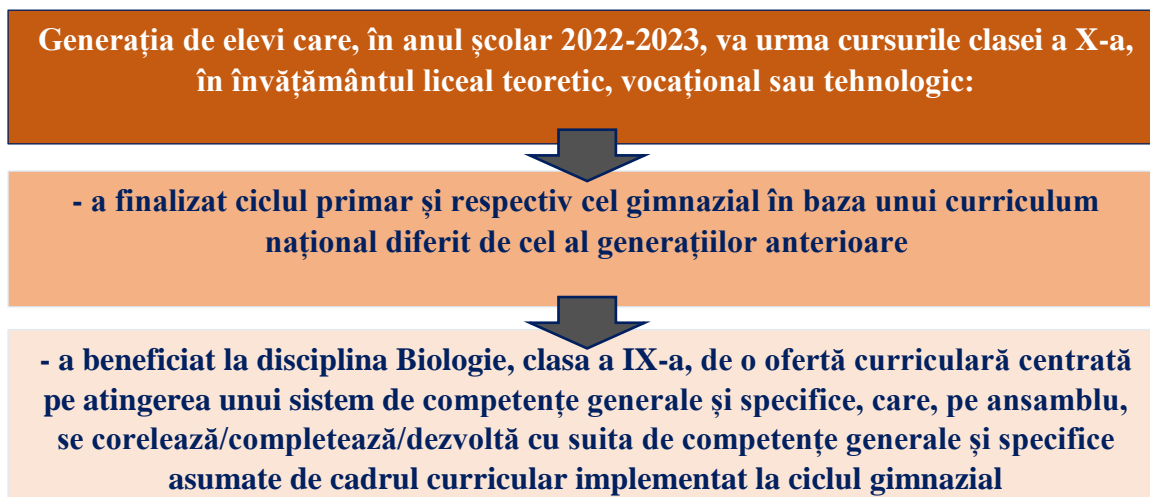 Generația de elevi care, în anul școlar 2022-2023, va urma cursurile clasei a X-a,
în învățământul liceal teoretic, vocațional sau tehnologic:
- a finalizat ciclul primar și respectiv cel gimnazial în baza unui curriculum
național diferit de cel al generațiilor anterioare
- a beneficiat la disciplina Biologie, clasa a IX-a, de o ofertă curriculară centrată
pe atingerea unui sistem de competențe generale și specifice, care, pe ansamblu,
se corelează/completează/dezvoltă cu suita de competențe generale și specifice
asumate de cadrul curricular implementat la ciclul gimnazial